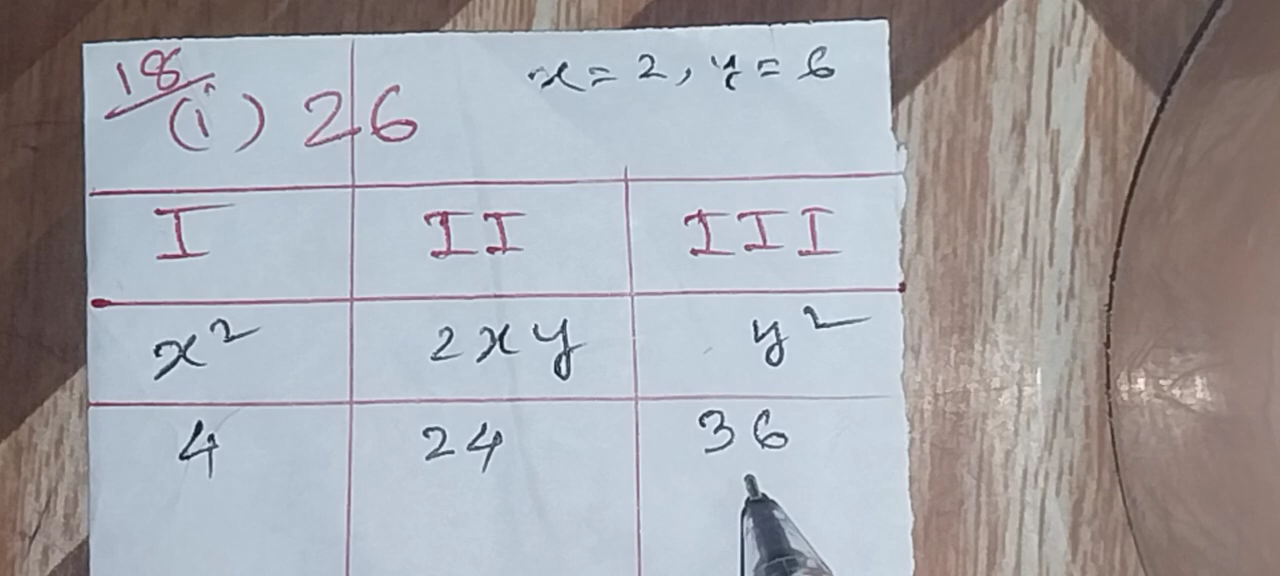 18
(i) 26 x = 2, y = 6
I II III
x² 2xy y²
4 24 36